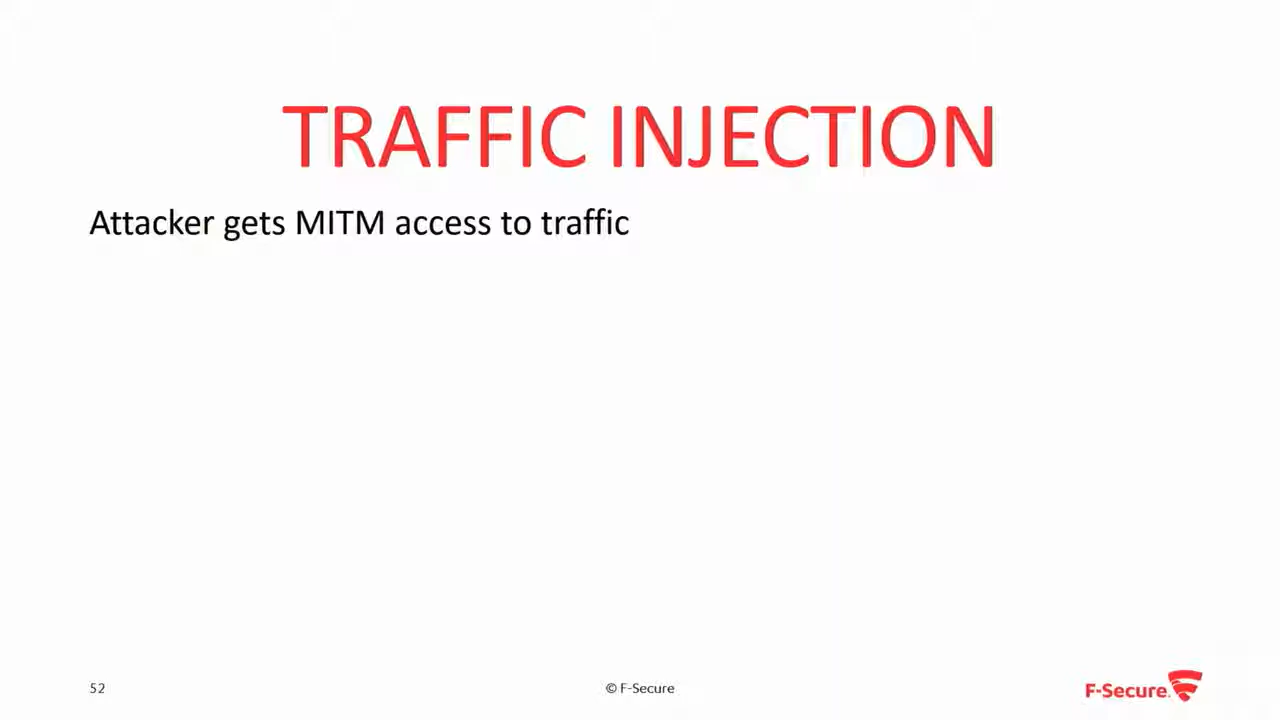 TRAFFIC INJECTION
Attacker gets MITM access to traffic
52
© F-Secure
F-Secure.